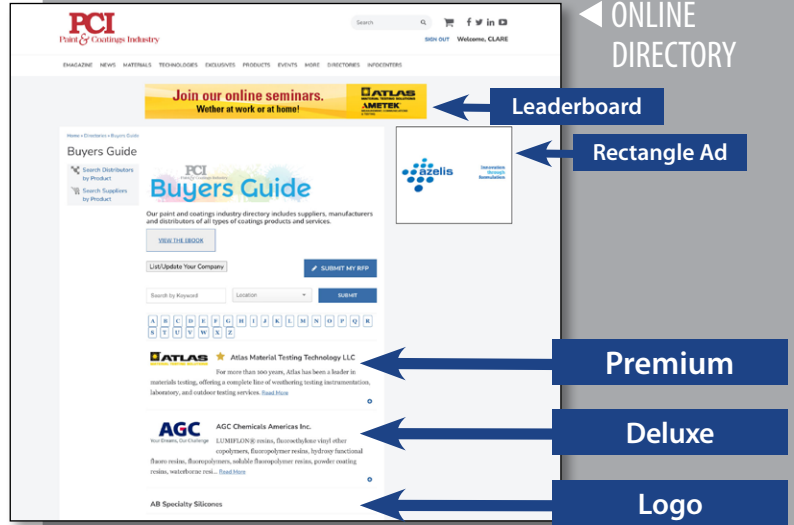 ONLINE
DIRECTORY
PCI
Paint & Coatings Industry
Search
SIGN OUT Welcome, CLARE
EMAGAZINE NEWS MATERIALS TECHNOLOGIES EXCLUSIVES PRODUCTS EVENTS MORE DIRECTORIES INFOCENTERS
Join our online seminars.
Wether at work or at home!
ATLAS
AMETEK
Leaderboard
Rectangle Ad
Home » Directories » Buyers Guide
Buyers Guide
Search Distributors
by Product
Search Suppliers
by Product
PCI
Buyers Guide
azelis
Innovation
through
formulation
Our paint and coatings industry directory includes suppliers, manufacturers
and distributors of all types of coatings products and services.
VIEW THE EBOOK
List/Update Your Company
SUBMIT MY RFP
Search by Keyword
Location
SUBMIT
A B C D E F G H I J K L M N O P Q R
S T U V W X Z
ATLAS
Atlas Material Testing Technology LLC
For more than 100 years, Atlas has been a leader in
materials testing, offering a complete line of weathering testing instrumentation,
laboratory, and outdoor testing services. Read More
Premium
AGC
Your Dreams, Our Challenge
AGC Chemicals Americas Inc.
LUMIFLON® resins, fluoroethylene vinyl ether
copolymers, fluoropolymer resins, hydroxy functional
fluoro resins, fluoropolymers, soluble fluoropolymer resins, powder coating
resins, waterborne resi... Read More
Deluxe
AB Specialty Silicones
Logo